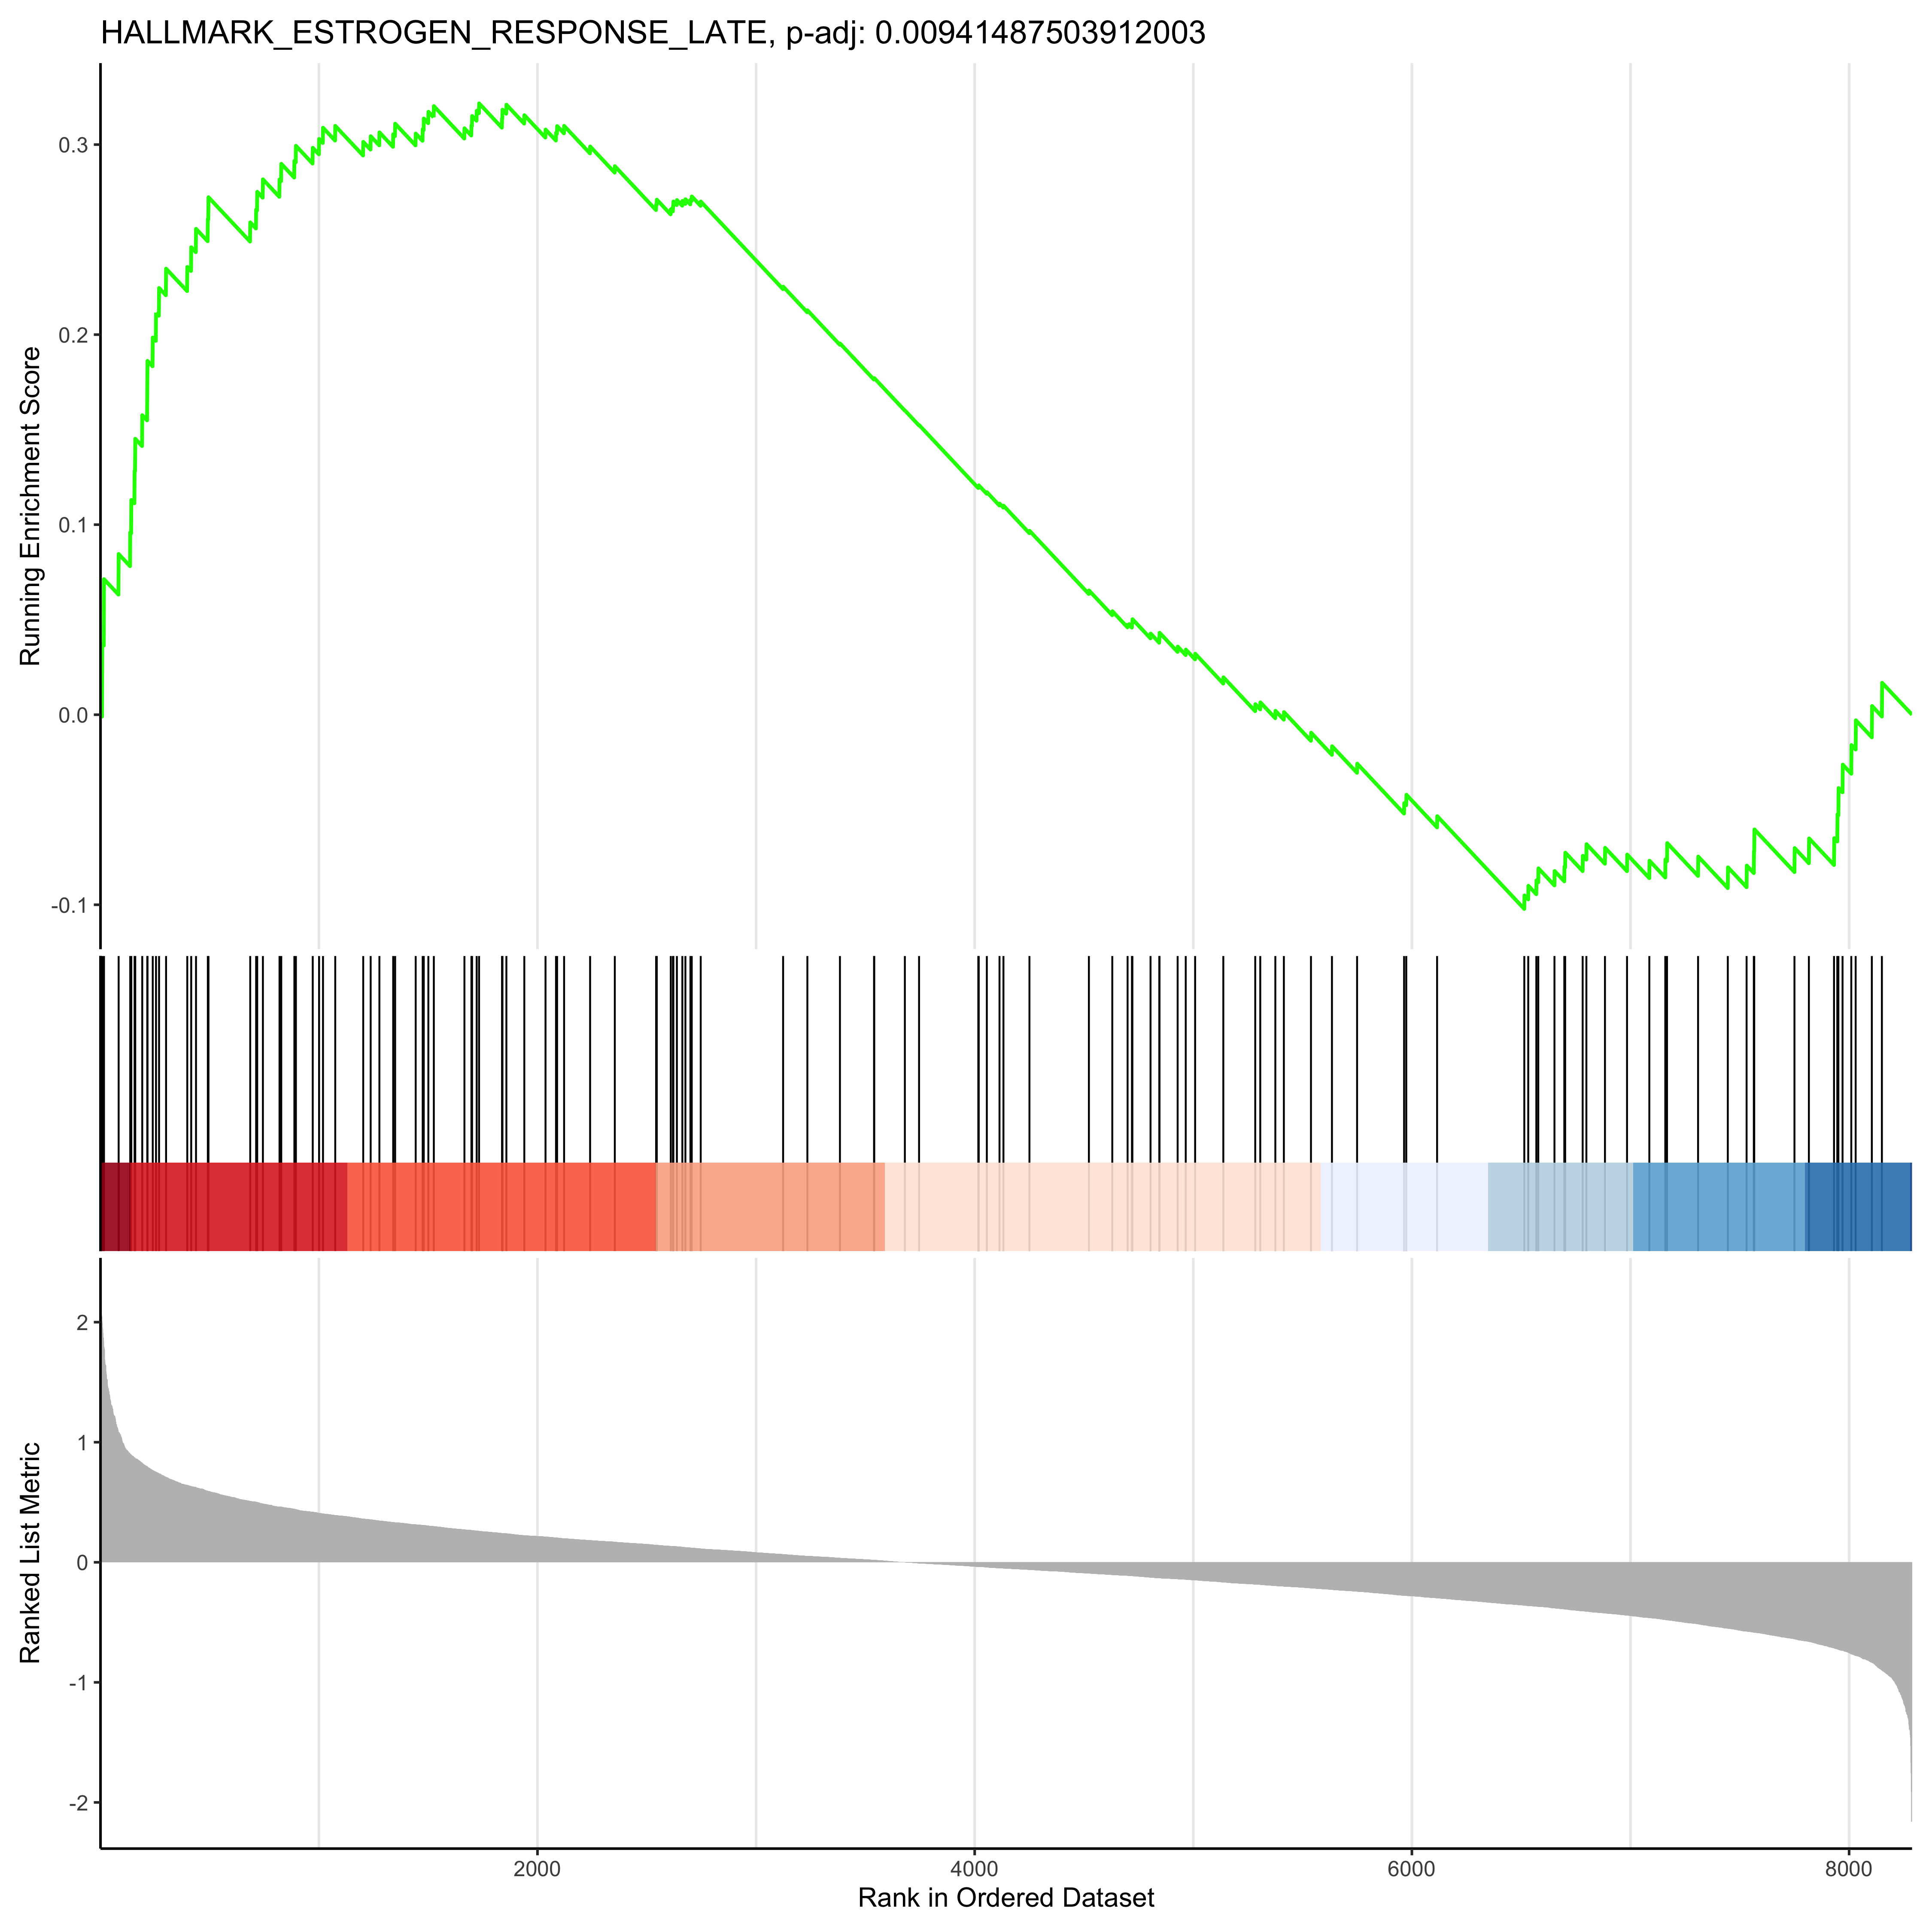 HALLMARK_ESTROGEN_RESPONSE_LATE, p-adj: 0.00941487503912003
Running Enrichment Score
0.3
0.2
0.1
0.0
-0.1
Ranked List Metric
2
1
0
-1
-2
2000 4000 6000 8000
Rank in Ordered Dataset